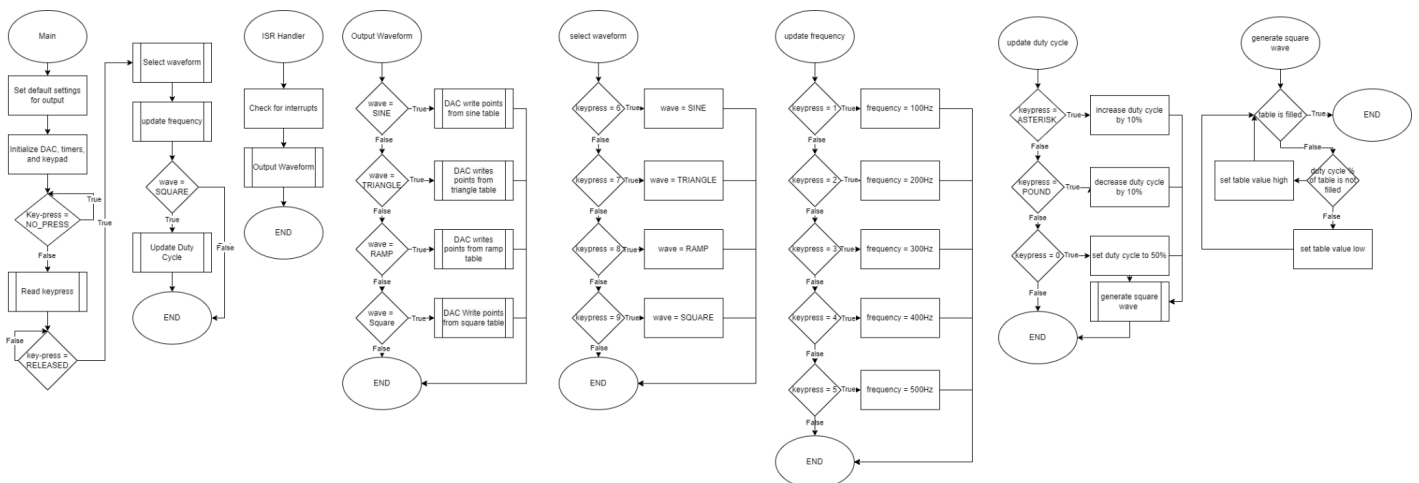 Main
Set default settings
for output
Initialize DAC, timers,
and keypad
True
Key-press =
NO_PRESS
False
Read keypress
False
key-press =
RELEASED
True
Select waveform
update frequency
wave =
SQUARE
True
False
Update Duty
Cycle
END
ISR Handler
Check for interrupts
Output Waveform
END
Output Waveform
wave =
SINE
True
DAC write points
from sine table
False
wave =
TRIANGLE
True
DAC writes
points from
triangle table
False
wave =
RAMP
True
DAC writes
points from ramp
table
False
wave =
Square
True
DAC Write points
from square table
False
END
select waveform
keypress = 6
True
wave = SINE
False
keypress = 7
True
wave = TRIANGLE
False
keypress = 8
True
wave = RAMP
False
keypress = 9
True
wave = SQUARE
False
END
update frequency
keypress = 1
True
frequency = 100Hz
False
keypress = 2
True
frequency = 200Hz
False
keypress = 3
True
frequency = 300Hz
False
keypress = 4
True
frequency = 400Hz
False
keypress = 5
True
frequency = 500Hz
False
END
update duty cycle
keypress =
ASTERISK
True
increase duty cycle
by 10%
False
keypress =
POUND
True
decrease duty cycle
by 10%
False
keypress = 0
True
set duty cycle to 50%
False
generate square
wave
END
generate square
wave
table is filled
True
END
False
duty cycle %
of table is not
filled
True
set table value high
False
set table value low